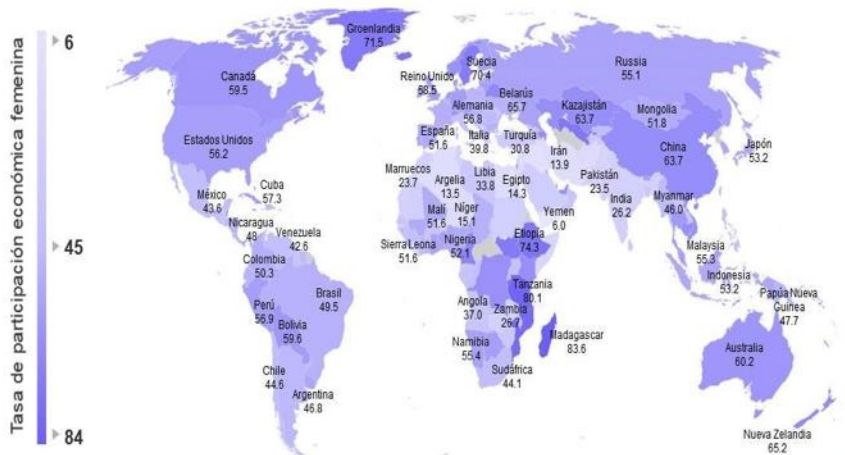 Tasa de participación económica femenina
6
45
84
Groenlandia
71.5
Canadá
59.5
Estados Unidos
56.2
México
43.6
Cuba
57.3
Nicaragua
48
Venezuela
42.6
Colombia
50.3
Perú
56.9
Brasil
49.5
Bolivia
59.6
Chile
44.6
Argentina
46.8
Suecia
70.4
Reino Unido
58.5
Belarús
65.7
Alemania
56.8
España
51.6
Italia
39.8
Turquía
30.8
Russia
55.1
Kazajistán
63.7
Mongolia
51.8
China
63.7
Japón
53.2
Irán
13.9
Pakistán
23.5
India
26.2
Myanmar
46.0
Marruecos
23.7
Argelia
13.5
Libia
33.8
Egipto
14.3
Malí
51.6
Níger
15.1
Yemen
6.0
Sierra Leona
51.6
Nigeria
52.1
Etiopía
74.3
Tanzania
80.1
Angola
37.0
Zambia
26.7
Madagascar
83.6
Namibia
55.4
Sudáfrica
44.1
Malaysia
55.3
Indonesia
53.2
Papúa Nueva
Guinea
47.7
Australia
60.2
Nueva Zelandia
65.2